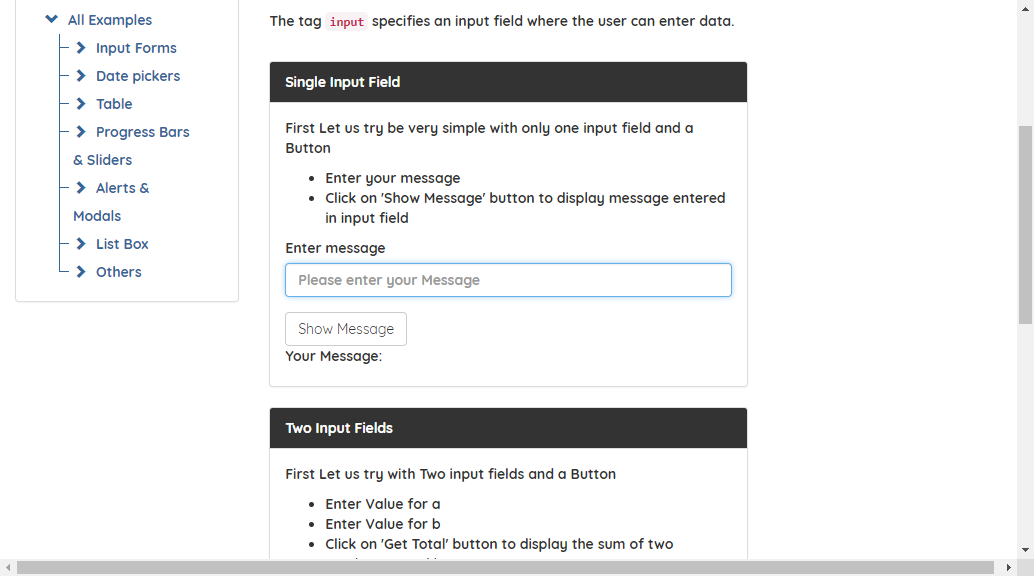 All Examples
Input Forms
Date pickers
Table
Progress Bars
& Sliders
Alerts &
Modals
List Box
Others
The tag input specifies an input field where the user can enter data.
Single Input Field
First Let us try be very simple with only one input field and a
Button
Enter your message
Click on 'Show Message' button to display message entered
in input field
Enter message
Please enter your Message
Show Message
Your Message:
Two Input Fields
First Let us try with Two input fields and a Button
Enter Value for a
Enter Value for b
Click on 'Get Total' button to display the sum of two